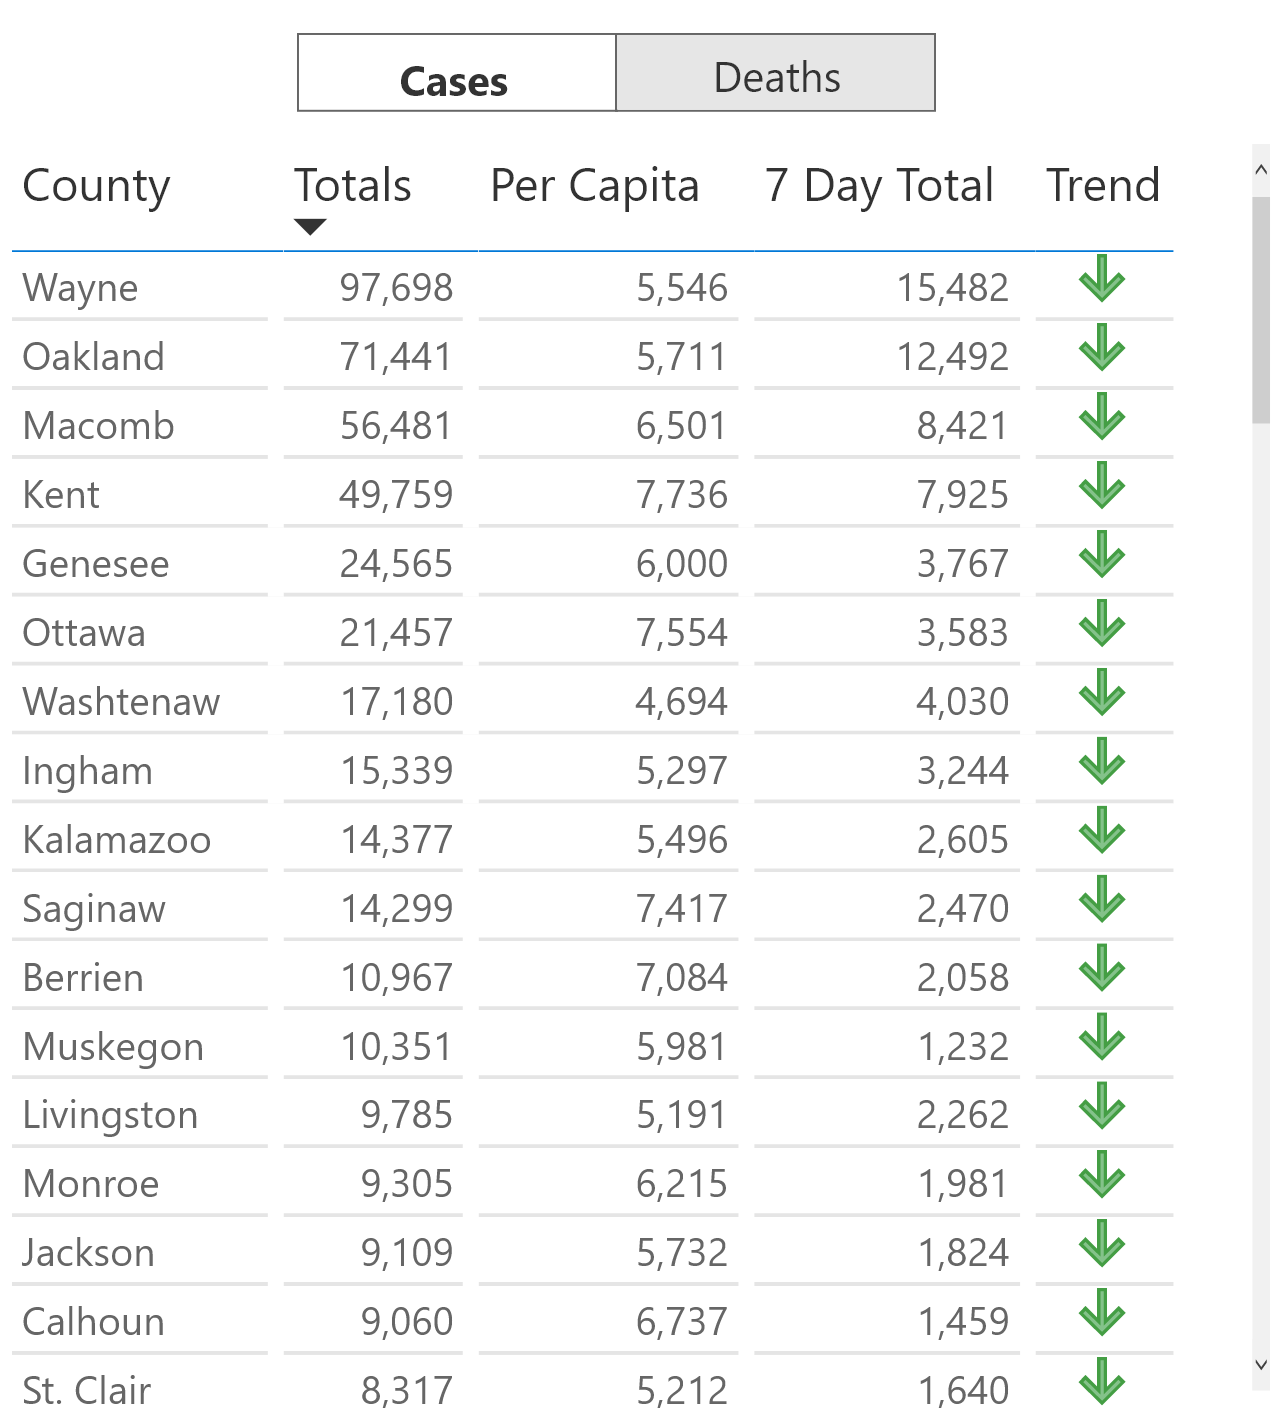 Cases Deaths
County Totals Per Capita 7 Day Total Trend
Wayne 97,698 5,546 15,482
Oakland 71,441 5,711 12,492
Macomb 56,481 6,501 8,421
Kent 49,759 7,736 7,925
Genesee 24,565 6,000 3,767
Ottawa 21,457 7,554 3,583
Washtenaw 17,180 4,694 4,030
Ingham 15,339 5,297 3,244
Kalamazoo 14,377 5,496 2,605
Saginaw 14,299 7,417 2,470
Berrien 10,967 7,084 2,058
Muskegon 10,351 5,981 1,232
Livingston 9,785 5,191 2,262
Monroe 9,305 6,215 1,981
Jackson 9,109 5,732 1,824
Calhoun 9,060 6,737 1,459
St. Clair 8,317 5,212 1,640